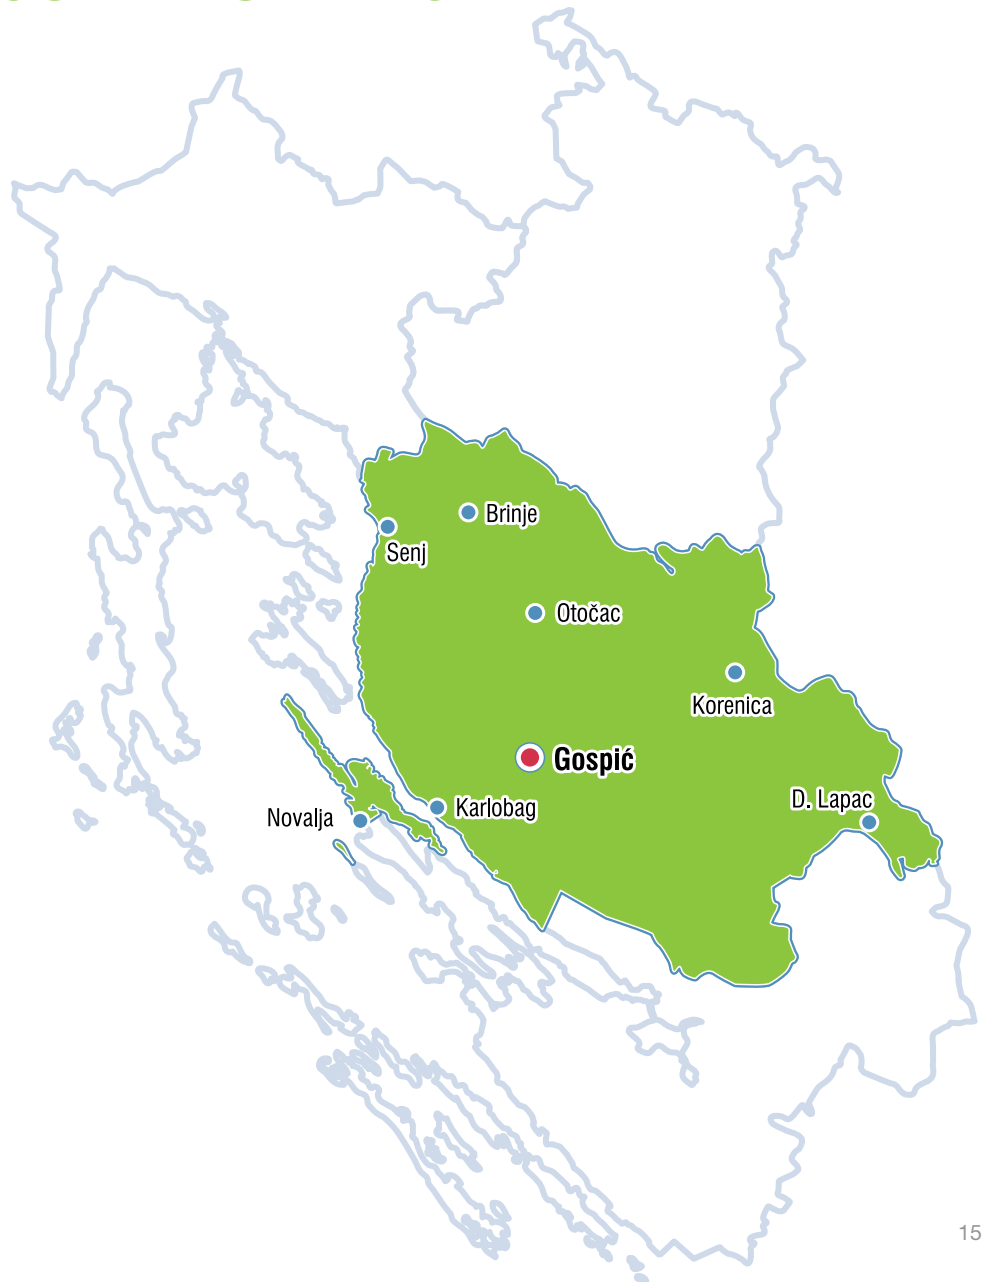 Brinje
Senj
Otočac
Korenica
Gospić
D. Lapac
Karlobag
Novalja
15